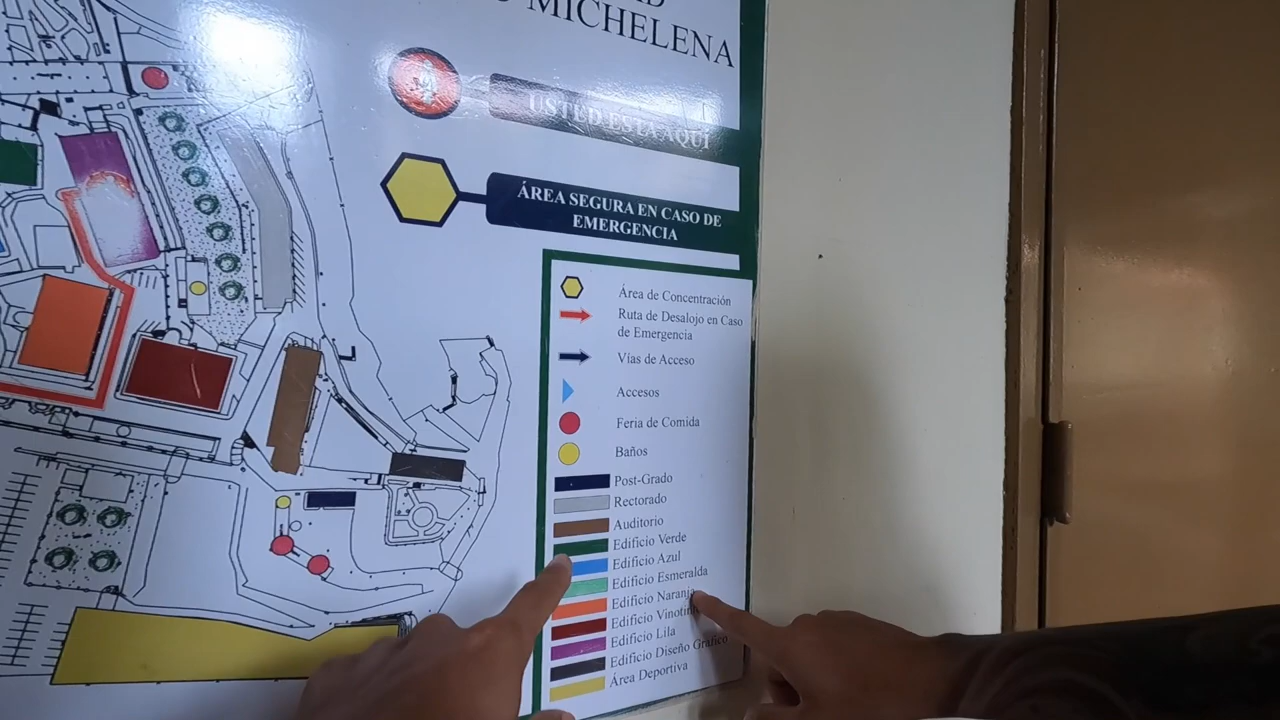 MICHELENA
USTED ESTA AQUÍ
ÁREA SEGURA EN CASO DE
EMERGENCIA
Área de Concentración
Ruta de Desalojo en Caso
de Emergencia
Vías de Acceso
Accesos
Feria de Comida
Baños
Post-Grado
Rectorado
Auditorio
Edificio Verde
Edificio Azul
Edificio Esmeralda
Edificio Naranja
Edificio Vinotinto
Edificio Lila
Edificio Diseño Grafico
Área Deportiva